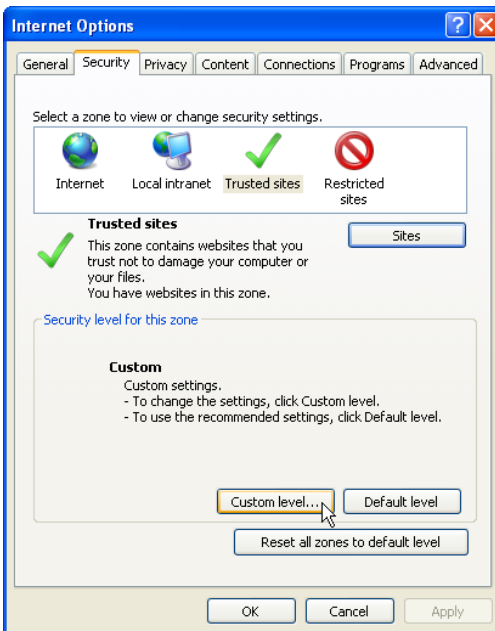 Internet Options
General Security Privacy Content Connections Programs Advanced
Select a zone to view or change security settings.
Internet Local intranet Trusted sites Restricted
sites
Trusted sites
Sites
This zone contains websites that you
trust not to damage your computer or
your files.
You have websites in this zone.
Security level for this zone
Custom
Custom settings.
- To change the settings, click Custom level.
- To use the recommended settings, click Default level.
Custom level... Default level
Reset all zones to default level
OK Cancel Apply